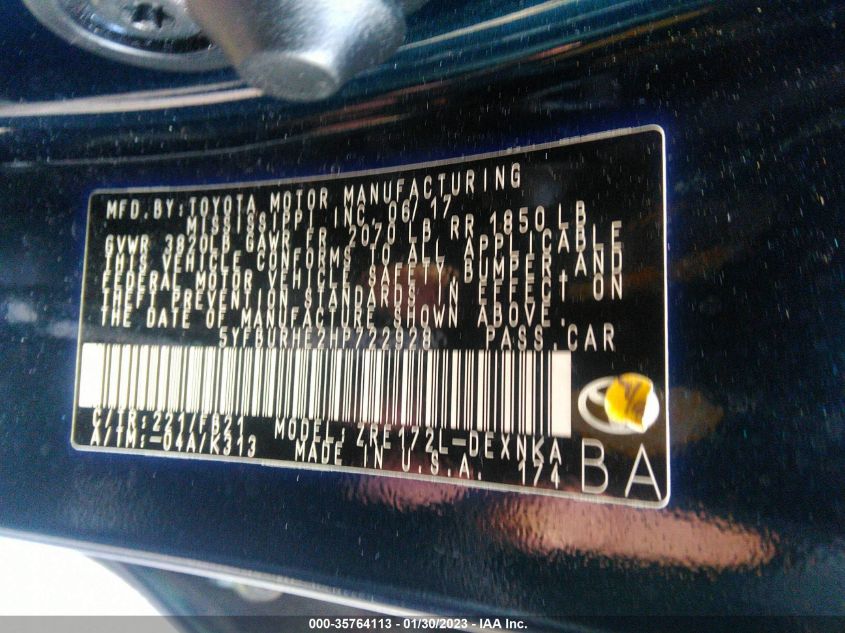 MFD.BY:TOYOTA MOTOR MANUFACTURING
MISSISSIPPI INC. 06/17
GVWR 3820LB GAWR FR 2070 LB RR 1850 LB
THIS VEHICLE CONFORMS TO ALL APPLICABLE
FEDERAL MOTOR VEHICLE SAFETY, BUMPER AND
THEFT PREVENTION STANDARDS IN EFFECT ON
THE DATE OF MANUFACTURE SHOWN ABOVE.
5YFBURHE2HP722928 PASS.CAR
C/TR:221/FB21 MODEL:ZRE172L-DEXNKA
A/TM:-04A/K313 MADE IN U.S.A. 174
BA
000-35764113 - 01/30/2023 - IAA Inc.